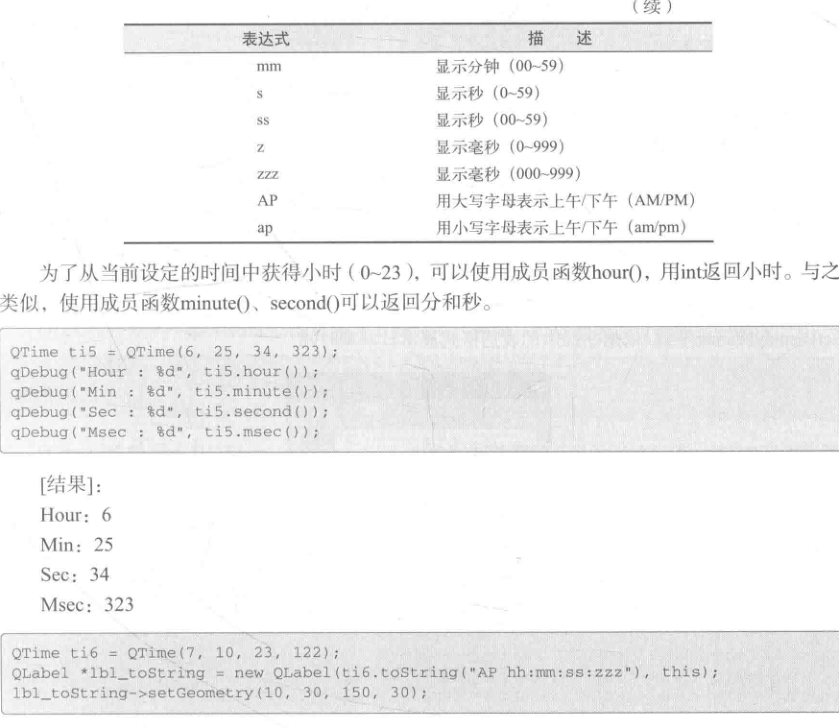 （续）
表达式 描 述
mm 显示分钟（00~59）
s 显示秒（0~59）
ss 显示秒（00~59）
z 显示毫秒（0~999）
zzz 显示毫秒（000~999）
AP 用大写字母表示上午/下午（AM/PM）
ap 用小写字母表示上午/下午（am/pm）
为了从当前设定的时间中获得小时（0~23），可以使用成员函数hour()，用int返回小时。与之
类似，使用成员函数minute()、second()可以返回分和秒。
QTime ti5 = QTime(6, 25, 34, 323);
qDebug("Hour : %d", ti5.hour());
qDebug("Min : %d", ti5.minute());
qDebug("Sec : %d", ti5.second());
qDebug("Msec : %d", ti5.msec());
[结果]：
Hour：6
Min：25
Sec：34
Msec：323
QTime ti6 = QTime(7, 10, 23, 122);
QLabel *lbl_toString = new QLabel(ti6.toString("AP hh:mm:ss:zzz"), this);
lbl_toString->setGeometry(10, 30, 150, 30);